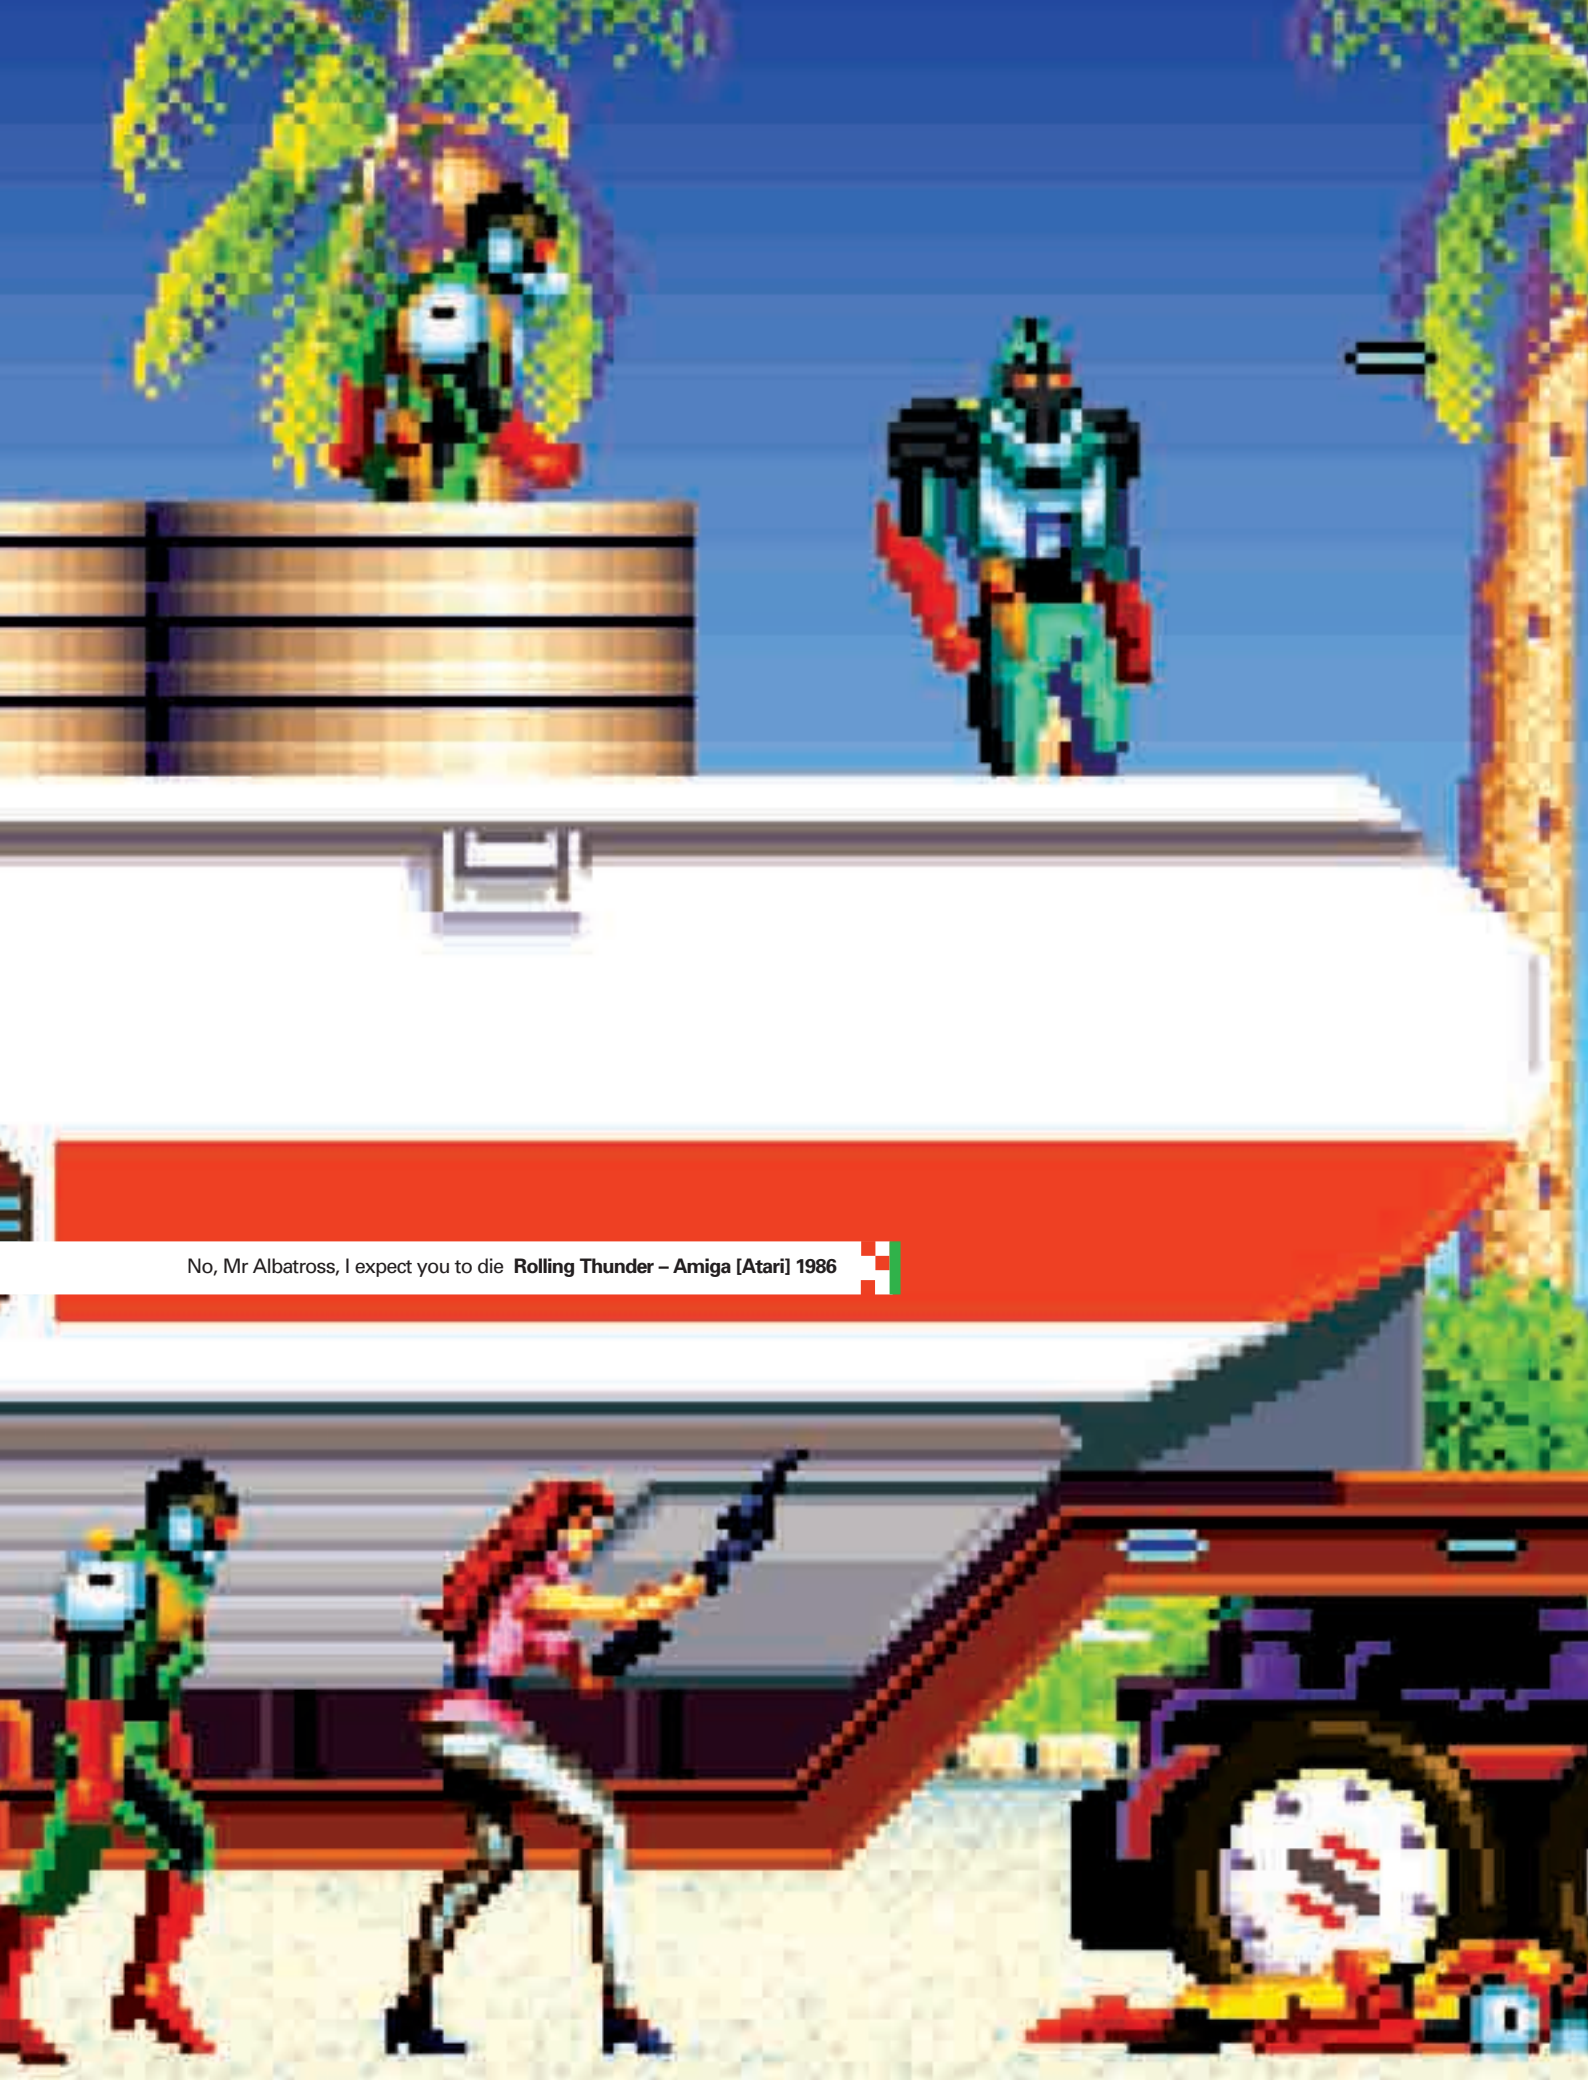 No, Mr Albatross, I expect you to die Rolling Thunder – Amiga [Atari] 1986